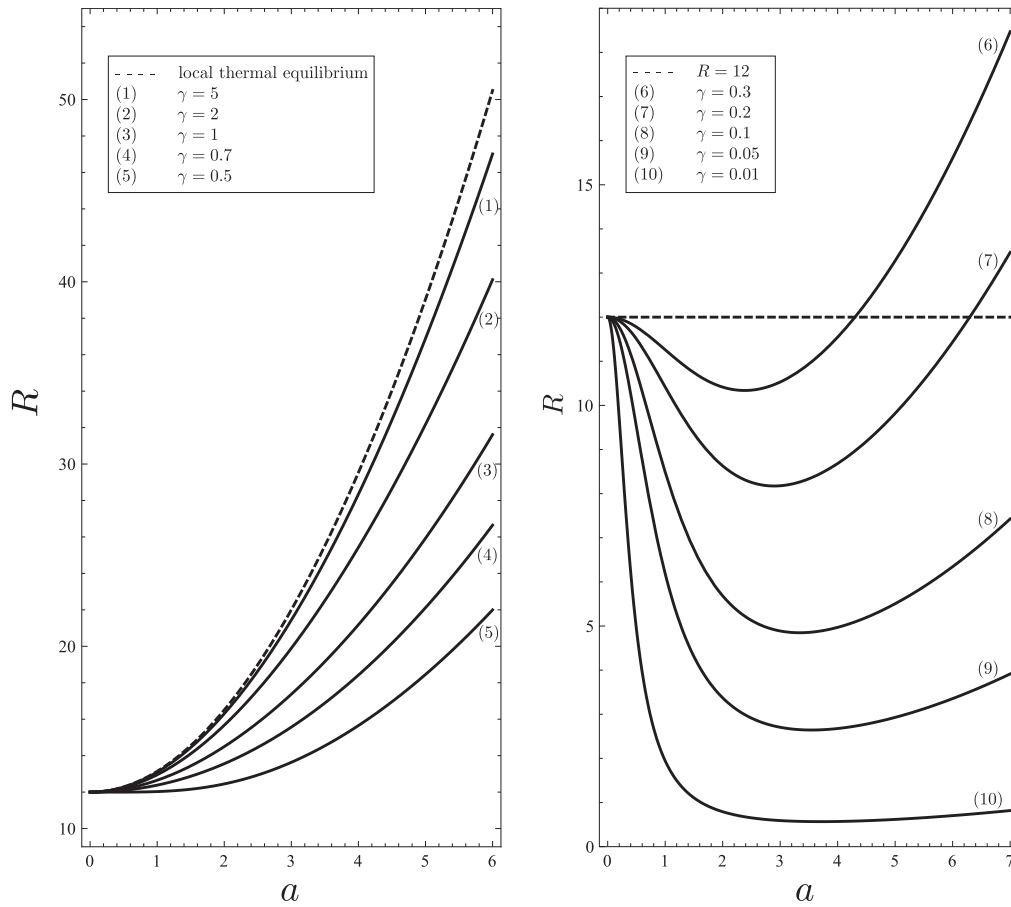 local thermal equilibrium
(1) γ = 5
(2) γ = 2
(3) γ = 1
(4) γ = 0.7
(5) γ = 0.5
50
40
30
20
10
R
(1)
(2)
(3)
(4)
(5)
0 1 2 3 4 5 6
a
R = 12
(6) γ = 0.3
(7) γ = 0.2
(8) γ = 0.1
(9) γ = 0.05
(10) γ = 0.01
15
10
5
0
R
(6)
(7)
(8)
(9)
(10)
0 1 2 3 4 5 6 7
a